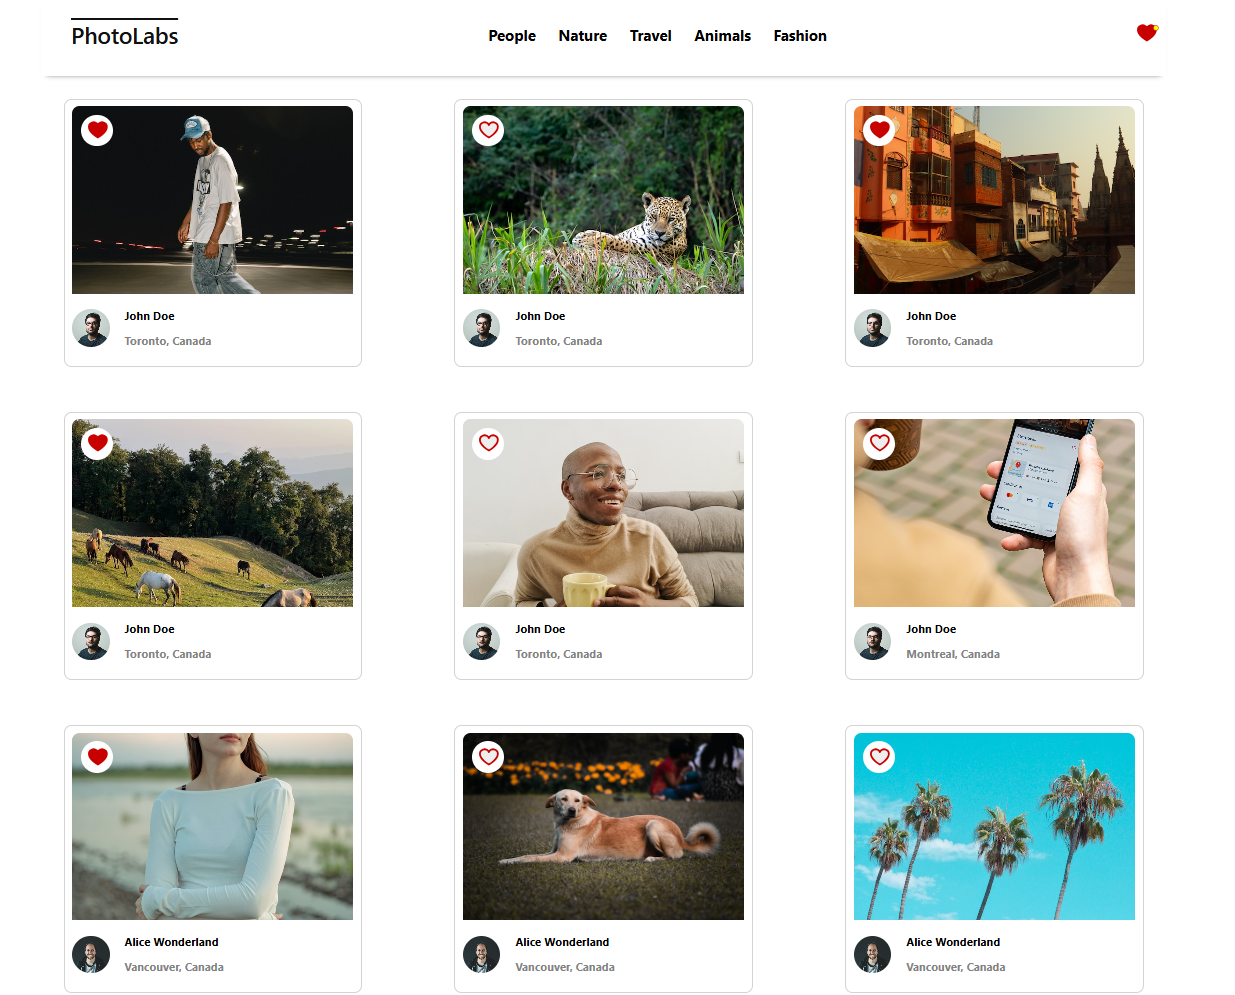 PhotoLabs
People Nature Travel Animals Fashion
John Doe
Toronto, Canada
John Doe
Toronto, Canada
John Doe
Toronto, Canada
John Doe
Toronto, Canada
John Doe
Toronto, Canada
John Doe
Montreal, Canada
Alice Wonderland
Vancouver, Canada
Alice Wonderland
Vancouver, Canada
Alice Wonderland
Vancouver, Canada